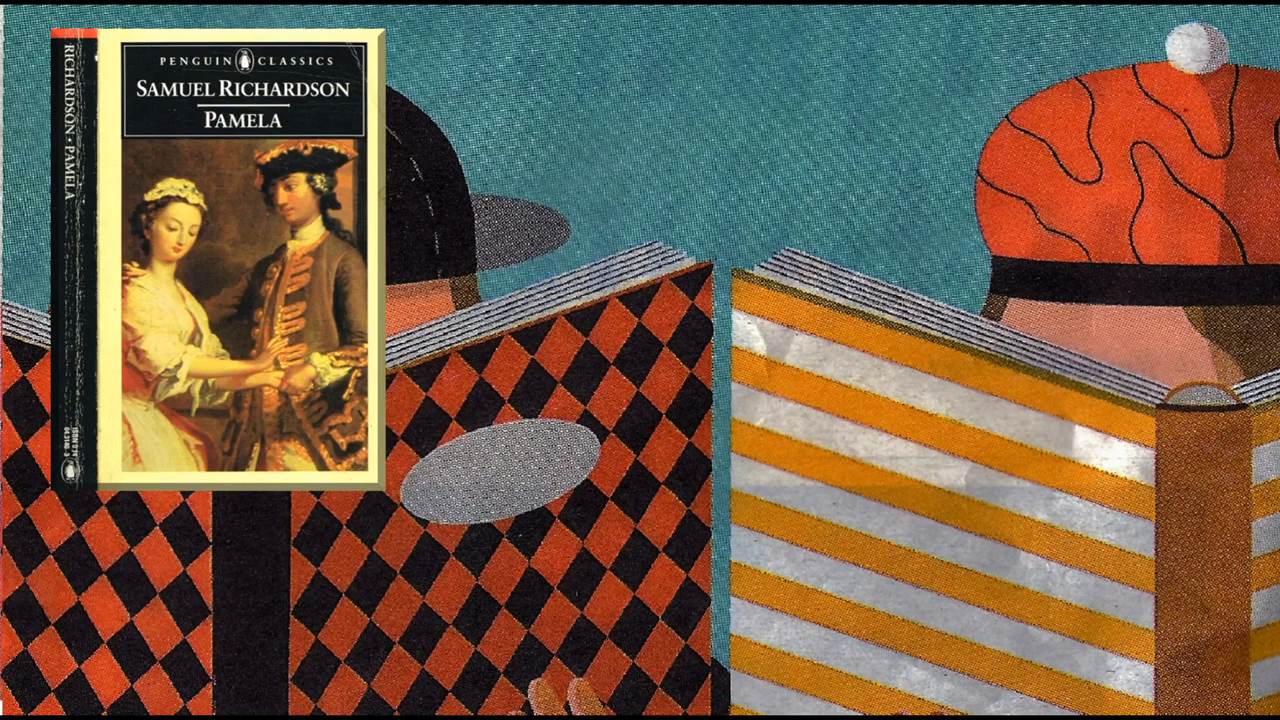 PENGUIN CLASSICS
SAMUEL RICHARDSON
PAMELA
RICHARDSON • PAMELA